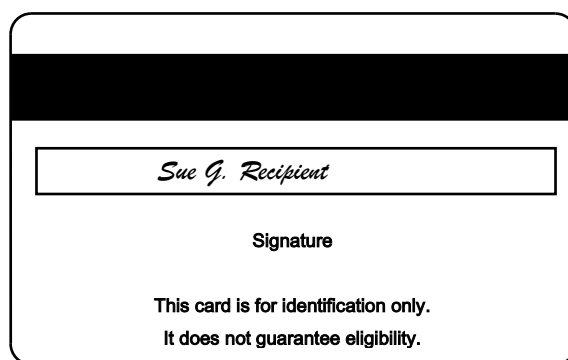 Sue G. Recipient
Signature
This card is for identification only.
It does not guarantee eligibility.